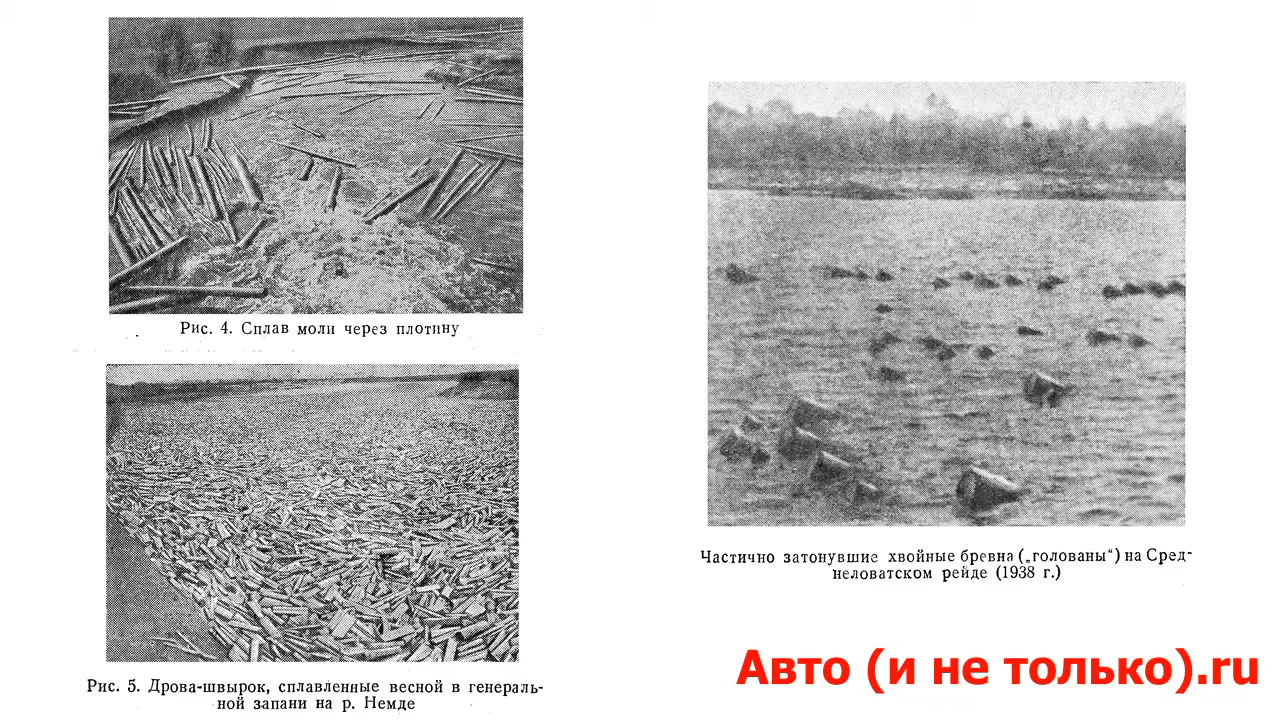 Рис. 4. Сплав моли через плотину
Рис. 5. Дрова-швырок, сплавленные весной в генераль-
ной запани на р. Немде
Частично затонувшие хвойные бревна („голованы“) на Сред-
неловатском рейде (1938 г.)
Авто (и не только).ru